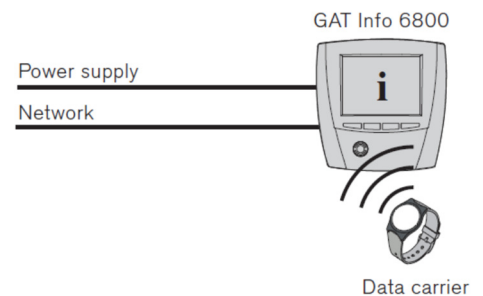 GAT Info 6800
Power supply
i
Network
Data carrier